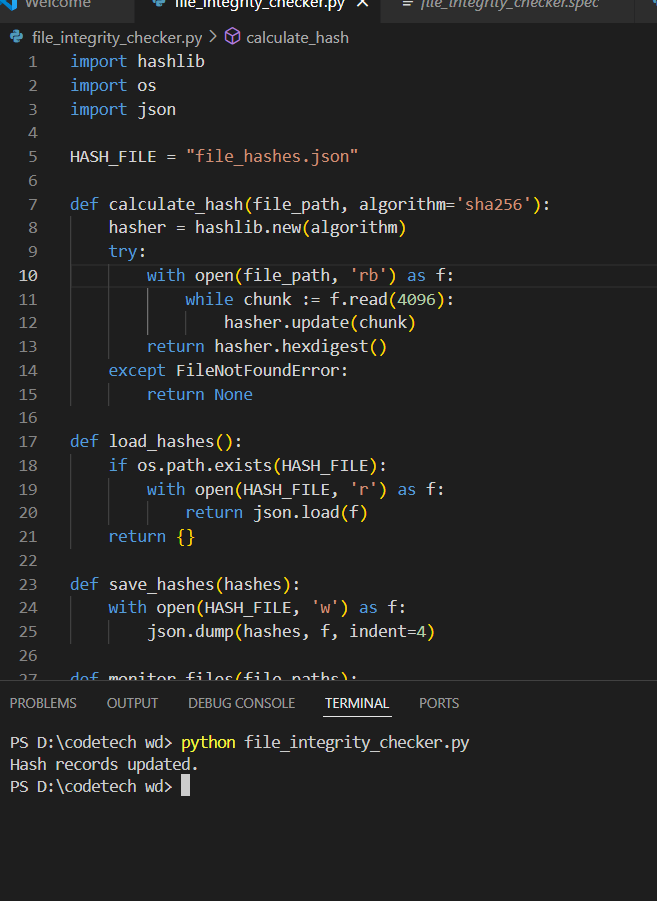 Welcome
file_integrity_checker.py
file_integrity_checker.spec
file_integrity_checker.py > calculate_hash
1 import hashlib
2 import os
3 import json
4
5 HASH_FILE = "file_hashes.json"
6
7 def calculate_hash(file_path, algorithm='sha256'):
8     hasher = hashlib.new(algorithm)
9     try:
10         with open(file_path, 'rb') as f:
11             while chunk := f.read(4096):
12                 hasher.update(chunk)
13         return hasher.hexdigest()
14     except FileNotFoundError:
15         return None
16
17 def load_hashes():
18     if os.path.exists(HASH_FILE):
19         with open(HASH_FILE, 'r') as f:
20             return json.load(f)
21     return {}
22
23 def save_hashes(hashes):
24     with open(HASH_FILE, 'w') as f:
25         json.dump(hashes, f, indent=4)
26
27 def monitor_files(file_paths):
PROBLEMS OUTPUT DEBUG CONSOLE TERMINAL PORTS
PS D:\codetech wd> python file_integrity_checker.py
Hash records updated.
PS D:\codetech wd>